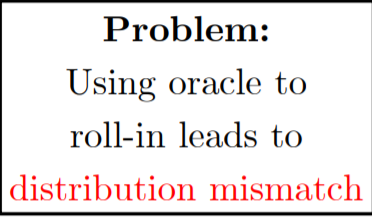 Problem:
Using oracle to
roll-in leads to
distribution mismatch